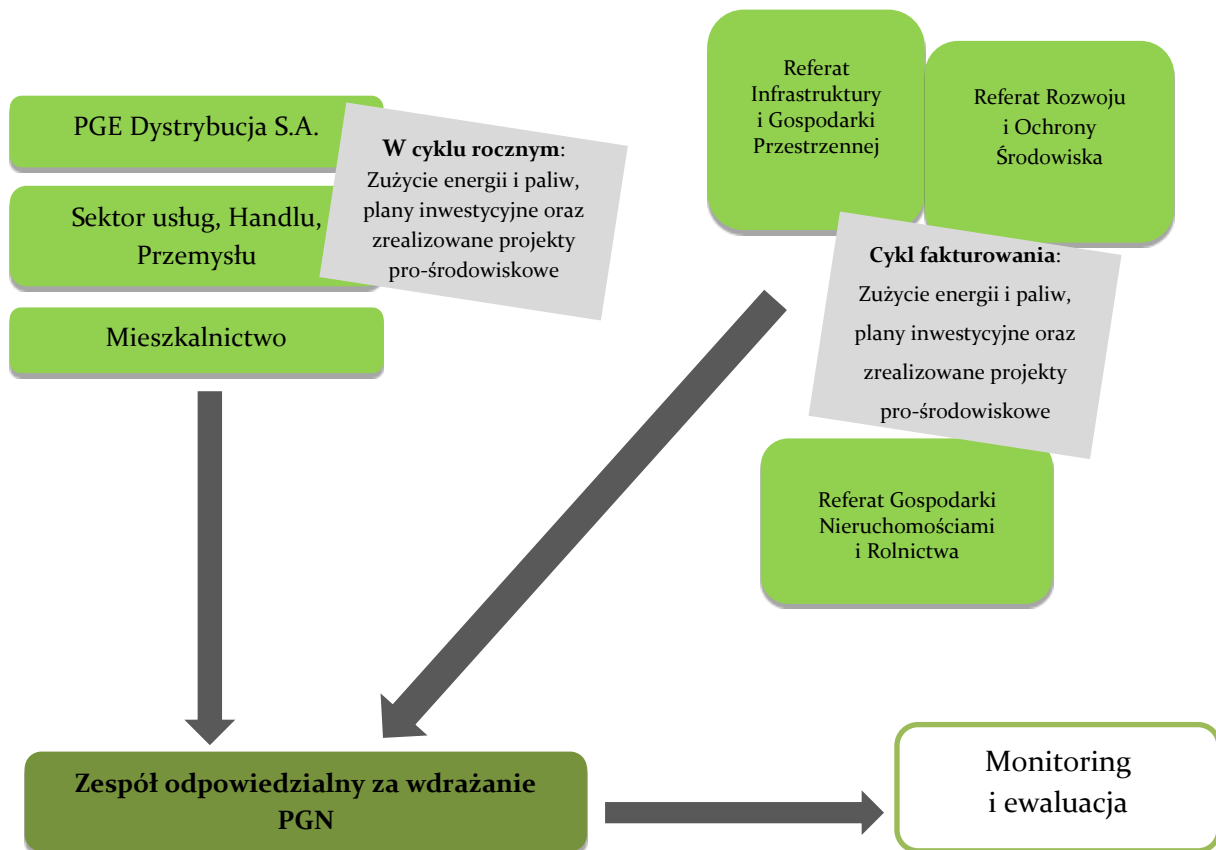 PGE Dystrybucja S.A.
Sektor usług, Handlu,
Przemysłu
Mieszkalnictwo
W cyklu rocznym:
Zużycie energii i paliw,
plany inwestycyjne oraz
zrealizowane projekty
pro-środowiskowe
Referat
Infrastruktury
i Gospodarki
Przestrzennej
Referat Rozwoju
i Ochrony
Środowiska
Cykl fakturowania:
Zużycie energii i paliw,
plany inwestycyjne oraz
zrealizowane projekty
pro-środowiskowe
Referat Gospodarki
Nieruchomościami
i Rolnictwa
Zespół odpowiedzialny za wdrażanie
PGN
Monitoring
i ewaluacja